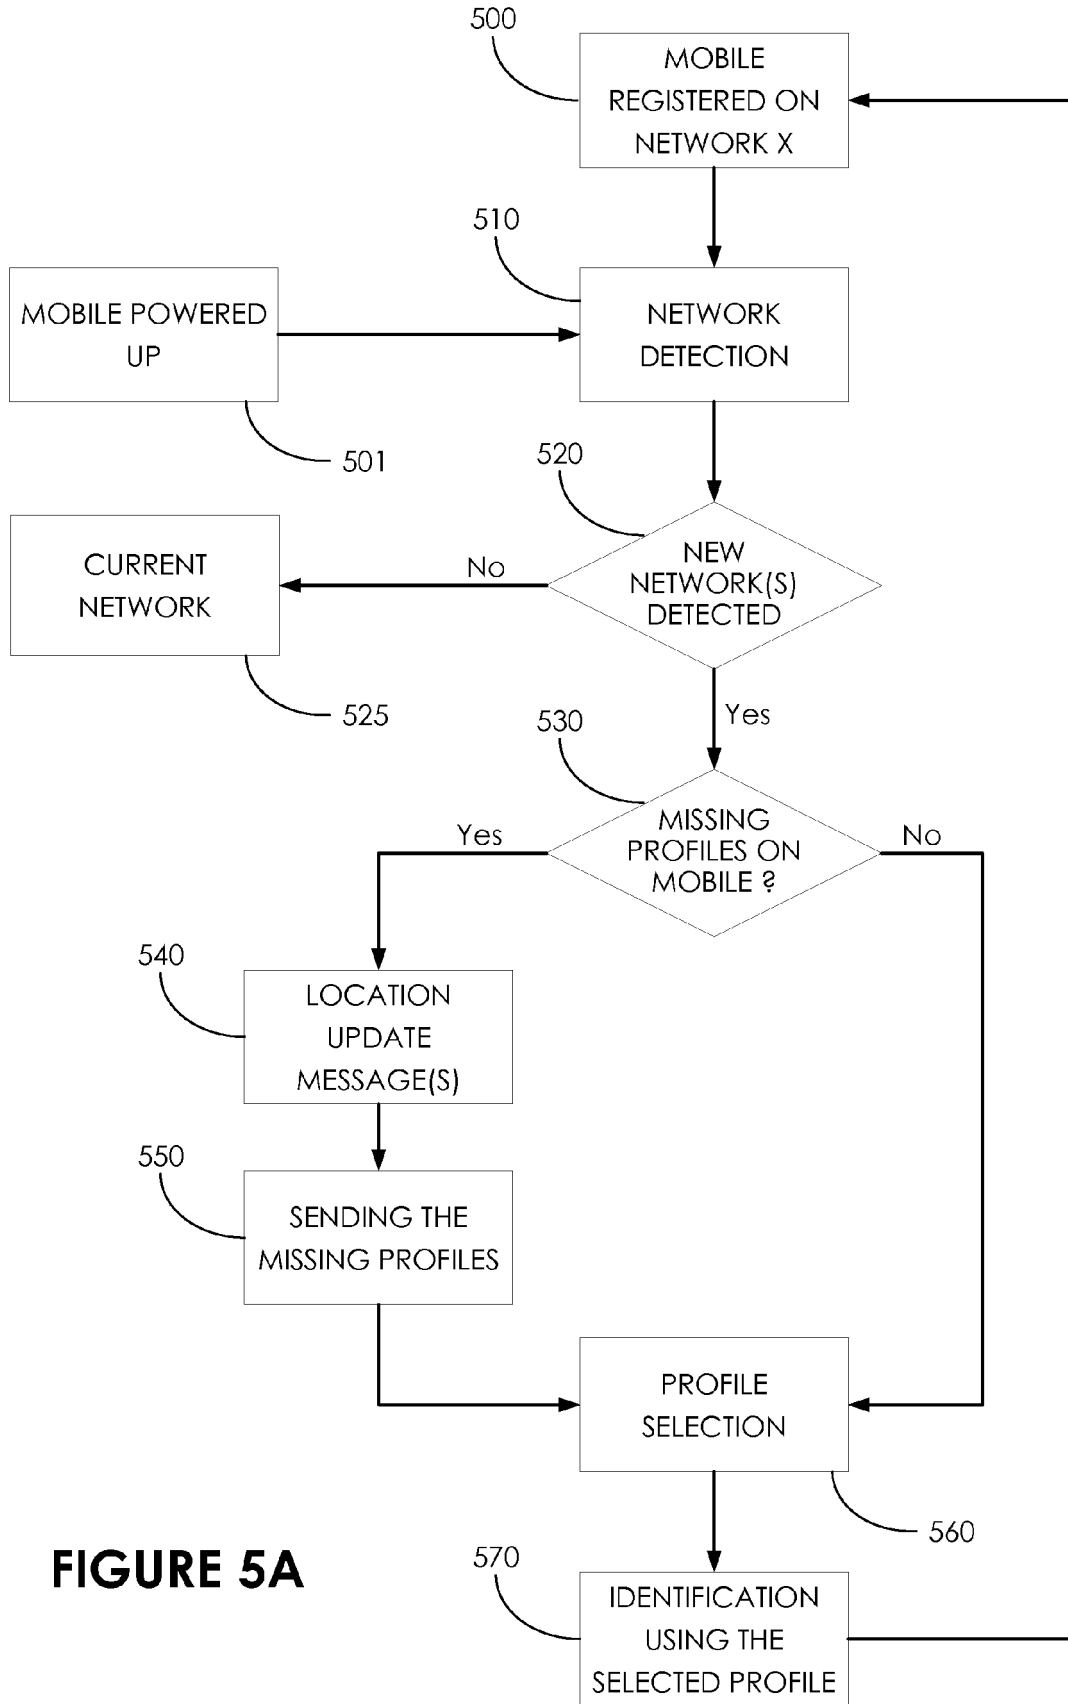 500
MOBILE
REGISTERED ON
NETWORK X
510
MOBILE POWERED
UP
NETWORK
DETECTION
501
520
CURRENT
NETWORK
No
NEW
NETWORK(S)
DETECTED
525
Yes
530
Yes
MISSING
PROFILES ON
MOBILE ?
No
540
LOCATION
UPDATE
MESSAGE(S)
550
SENDING THE
MISSING PROFILES
PROFILE
SELECTION
560
FIGURE 5A
570
IDENTIFICATION
USING THE
SELECTED PROFILE